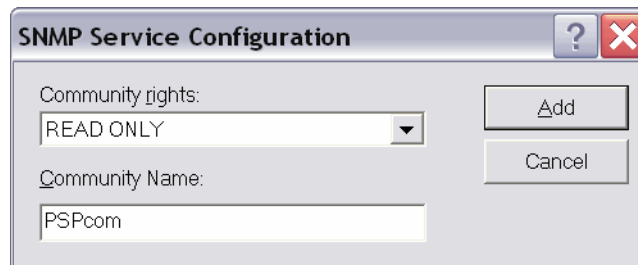 SNMP Service Configuration
?
Community rights:
READ ONLY
Add
Cancel
Community Name:
PSPcom